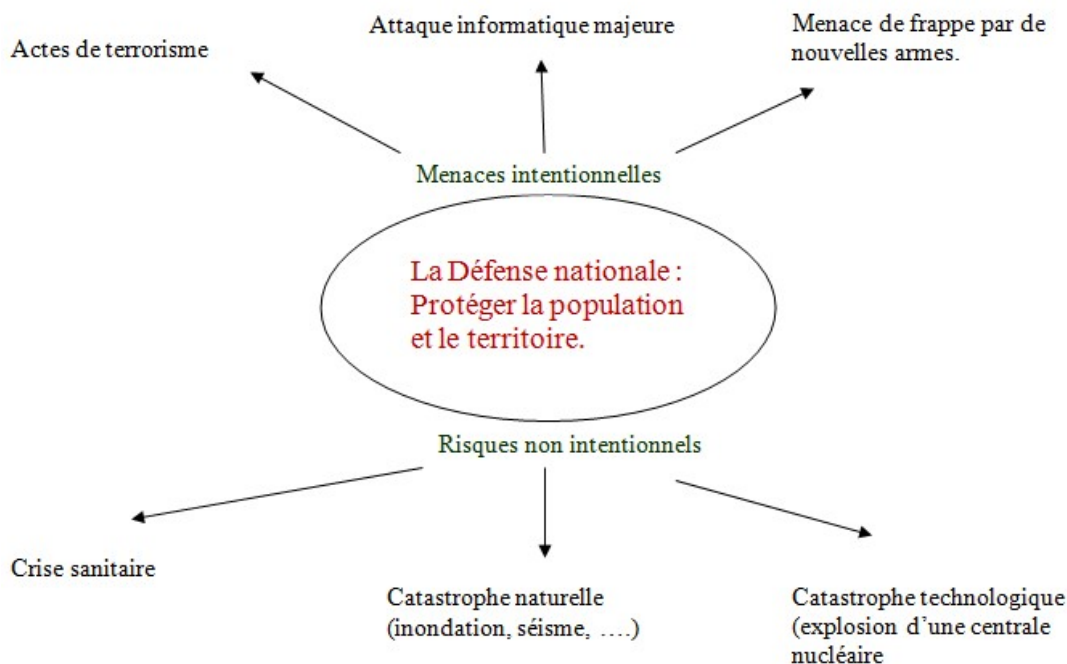 Actes de terrorisme
Attaque informatique majeure
Menace de frappe par de
nouvelles armes.
Menaces intentionnelles
La Défense nationale :
Protéger la population
et le territoire.
Risques non intentionnels
Crise sanitaire
Catastrophe naturelle
(inondation, séisme, ….)
Catastrophe technologique
(explosion d’une centrale
nucléaire